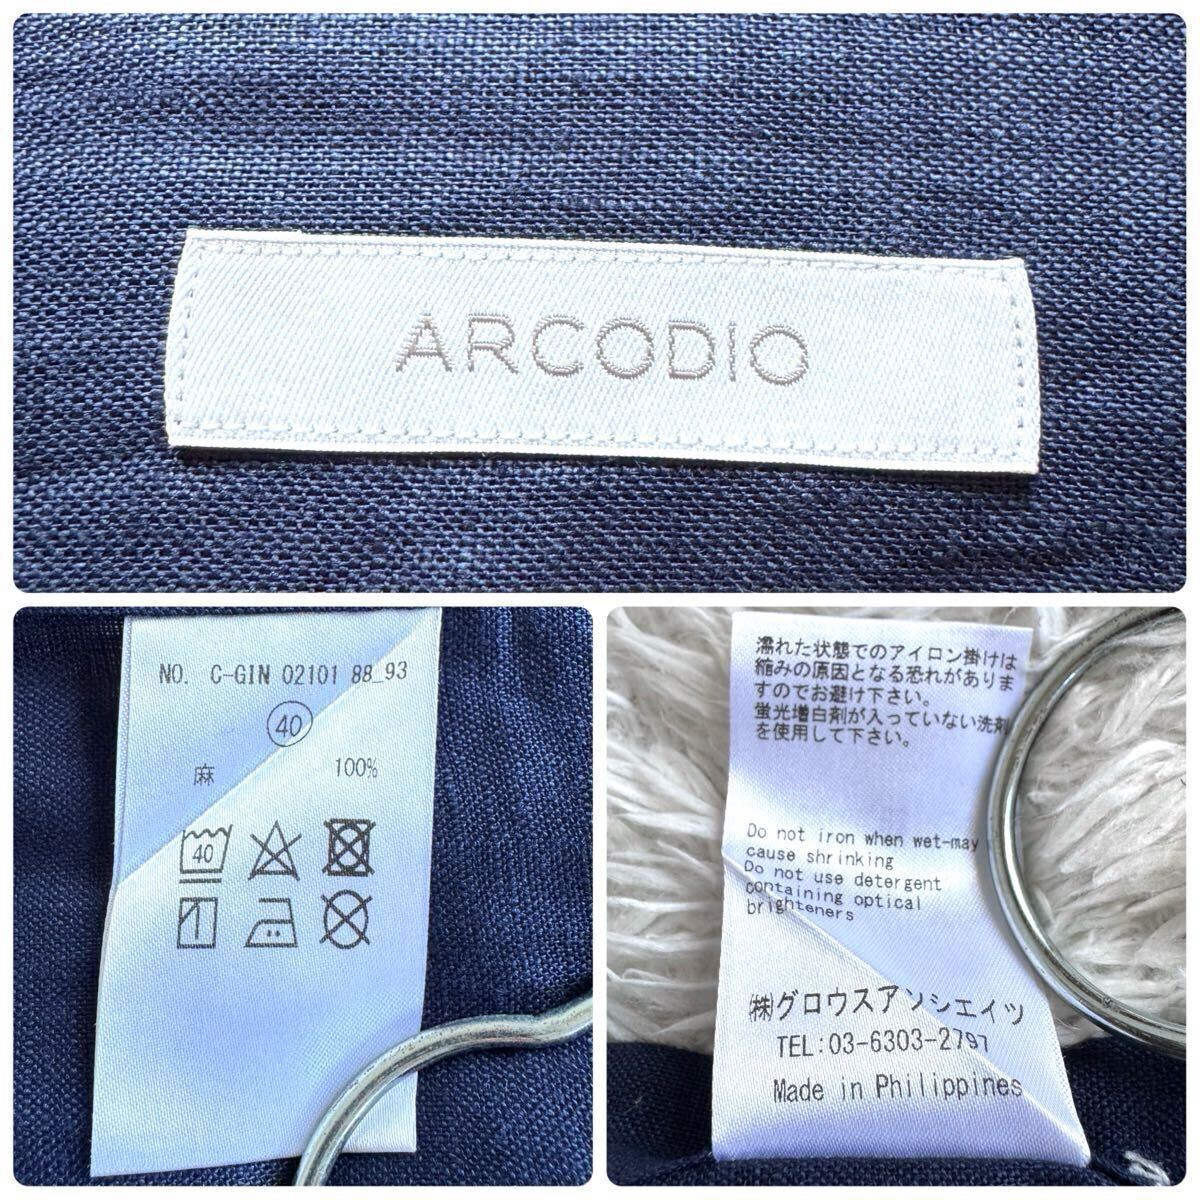 ARCODIO
NO. C-GIN 02101 88_93
40
麻 100%
40
濡れた状態でのアイロン掛けは
縮みの原因となる恐れがありま
すのでお避け下さい。
蛍光増白剤が入っていない洗剤
を使用して下さい。
Do not iron when wet-may
cause shrinking
Do not use detergent
containing optical
brighteners
㈱グロウスアソシエイツ
TEL:03-6303-2797
Made in Philippines